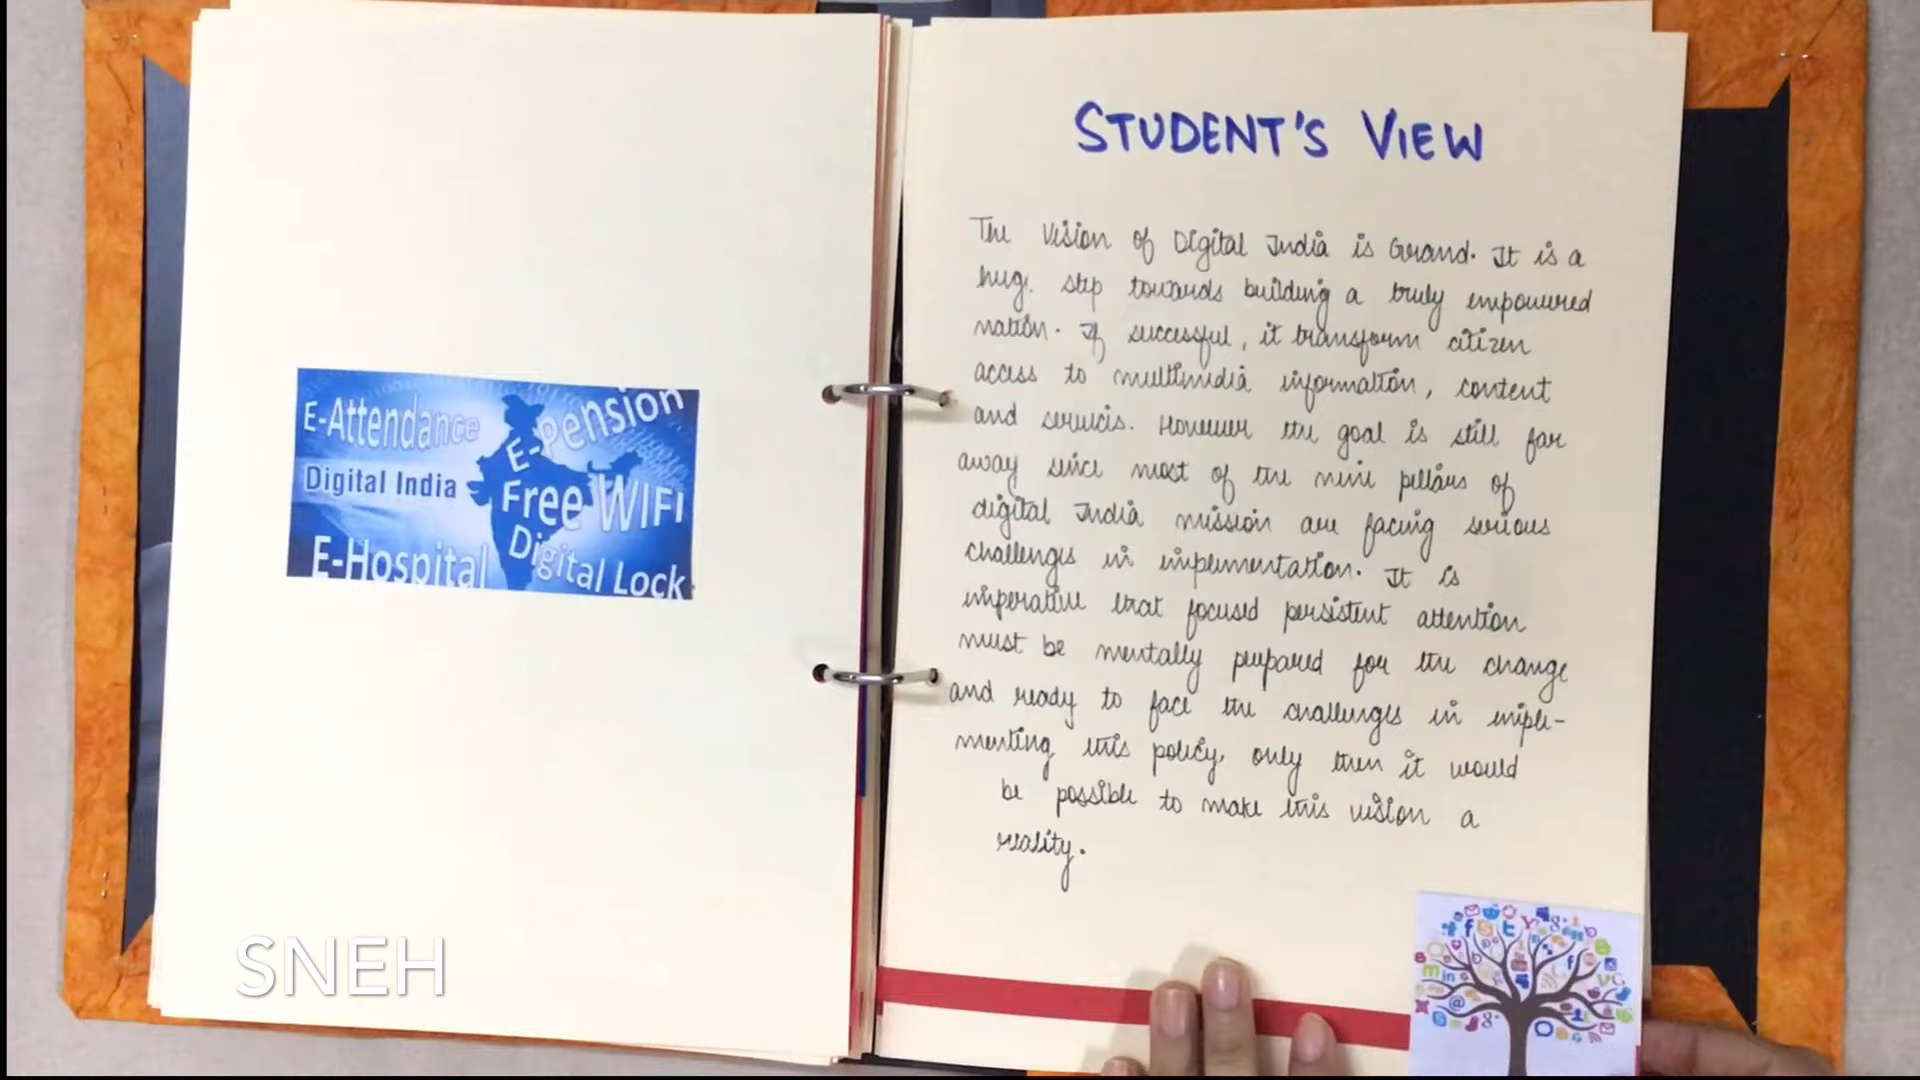 E-Attendance
E-Pension
Digital India
Free WIFI
E-Hospital
Digital Lock
SNEH
STUDENT'S VIEW
The Vision of Digital India is Grand. It is a
huge step towards building a truly empowered
nation. If successful, it transform citizen
access to multimedia information, content
and services. However the goal is still far
away since most of the nine pillars of
digital India mission are facing serious
challenges in implementation. It is
imperative that focused persistent attention
must be mentally prepared for the change
and ready to face the challenges in imple-
menting this policy, only then it would
be possible to make this vision a
reality.